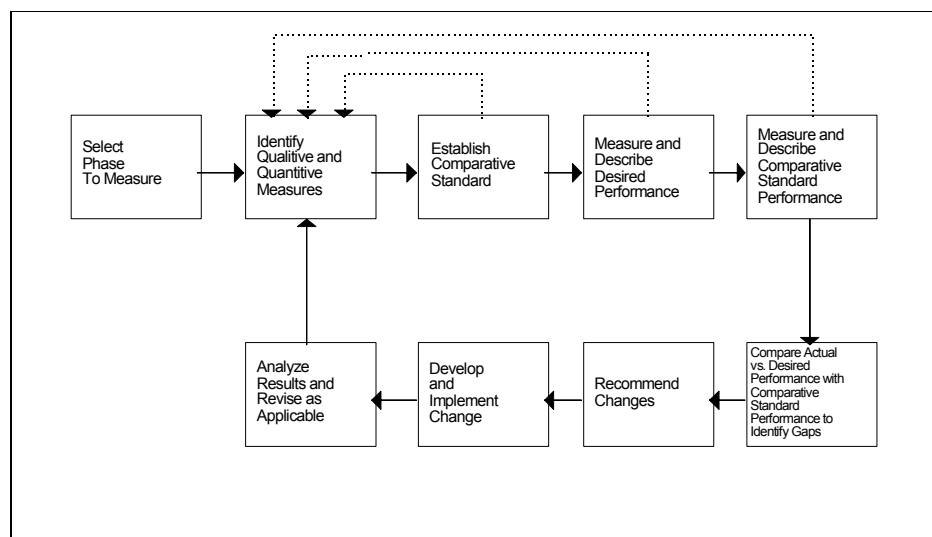 Select
Phase
To Measure
Identify
Qualitive and
Quantitive
Measures
Establish
Comparative
Standard
Measure and
Describe
Desired
Performance
Measure and
Describe
Comparative
Standard
Performance
Analyze
Results and
Revise as
Applicable
Develop
and
Implement
Change
Recommend
Changes
Compare Actual
vs. Desired
Performance with
Comparative
Standard
Performance to
Identify Gaps